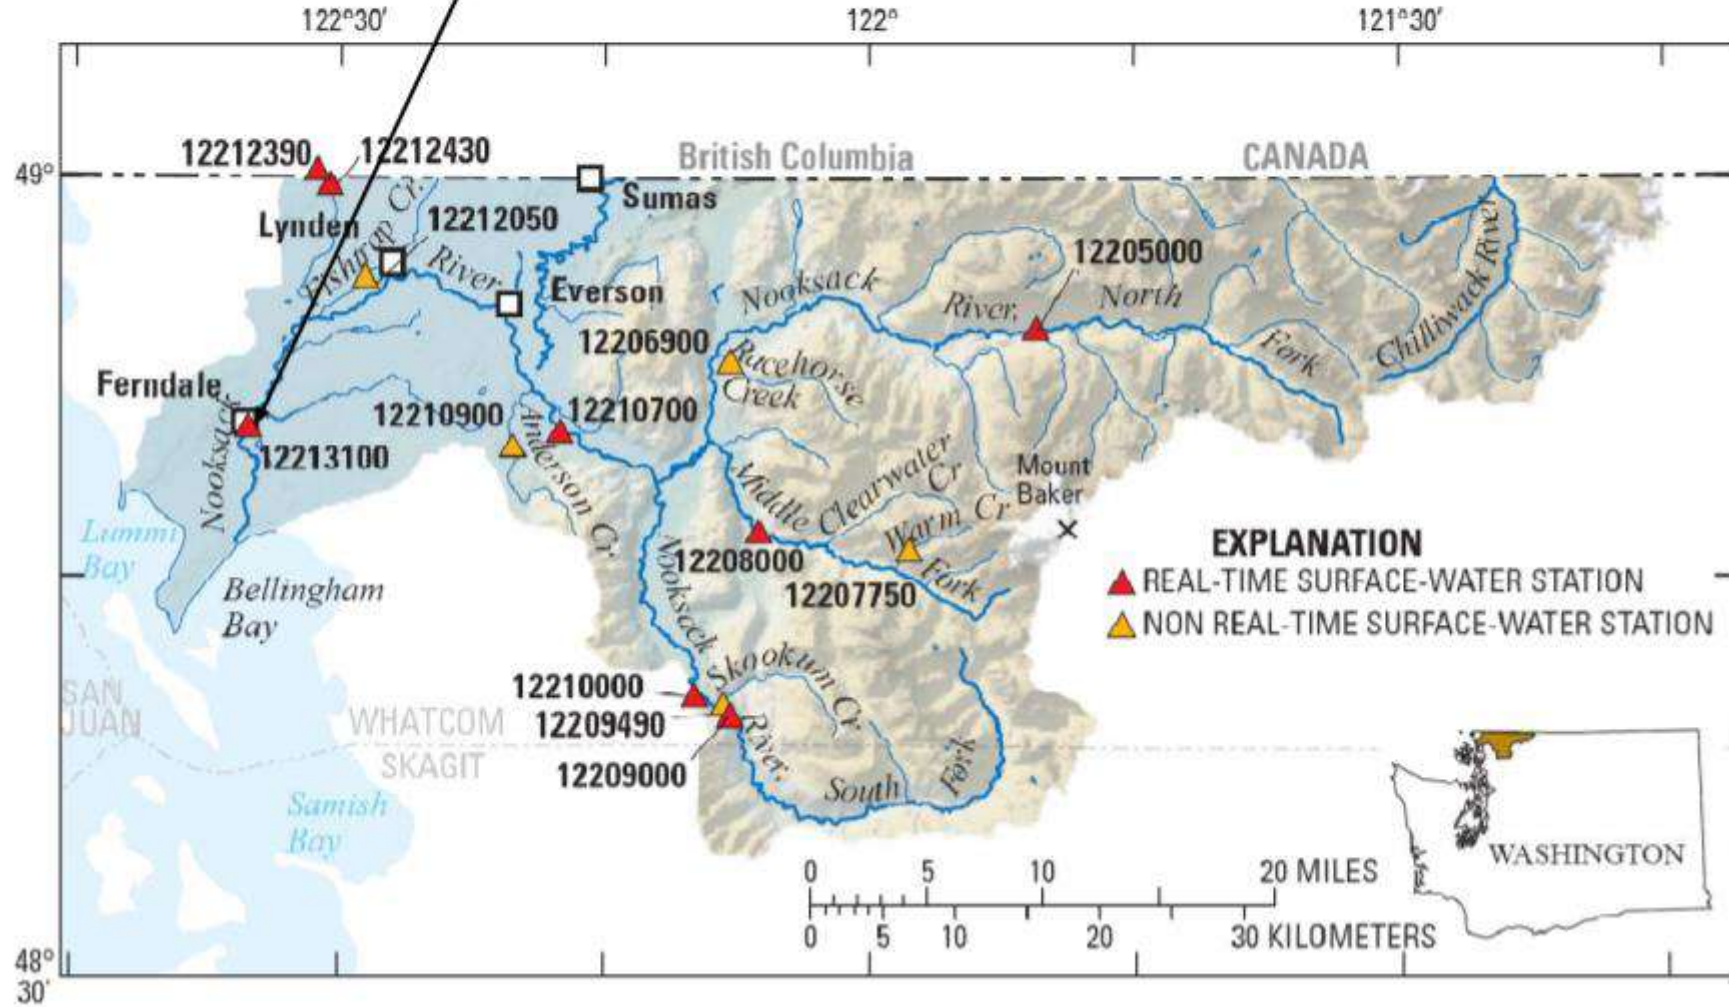 122°30′
122°
121°30′
49°
12212390
12212430
British Columbia
CANADA
Sumas
Lynden
Fishtrap Cr.
12212050
River
Everson
Nooksack
River,
North
Fork
12205000
Chilliwack River
12206900
Racehorse
Creek
Ferndale
12210900
12210700
Nooksack
12213100
Anderson Cr.
Middle
Clearwater
Cr
Warm Cr
Mount
Baker
Lummi
Bay
12208000
Fork
12207750
Bellingham
Bay
Nooksack
EXPLANATION
REAL-TIME SURFACE-WATER STATION
NON REAL-TIME SURFACE-WATER STATION
Skookum Cr
12210000
12209490
12209000
River,
South
Fork
SAN
JUAN
WHATCOM
SKAGIT
Samish
Bay
0 5 10 20 MILES
0 5 10 20 30 KILOMETERS
WASHINGTON
48°
30′